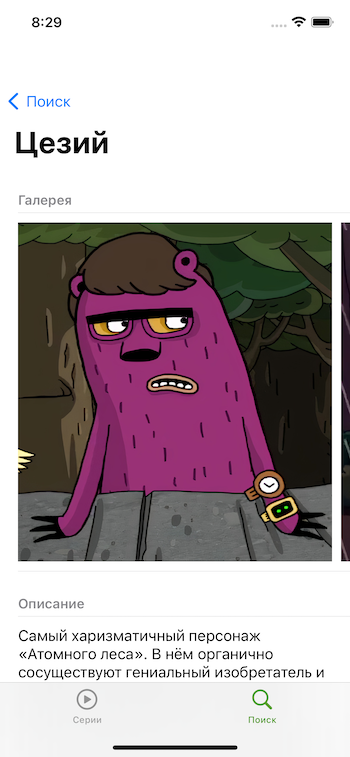 8:29
Поиск
Цезий
Галерея
Описание
Самый харизматичный персонаж
«Атомного леса». В нём органично
сосуществуют гениальный изобретатель и
Серии
Поиск